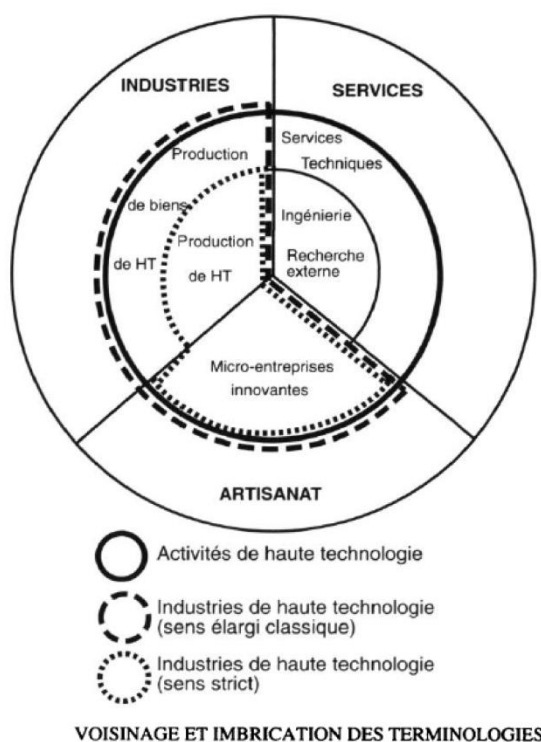 INDUSTRIES
SERVICES
Production
de biens
de HT
Production
de HT
Services
Techniques
Ingénierie
Recherche
externe
Micro-entreprises
innovantes
ARTISANAT
Activités de haute technologie
Industries de haute technologie
(sens élargi classique)
Industries de haute technologie
(sens strict)
VOISINAGE ET IMBRICATION DES TERMINOLOGIES